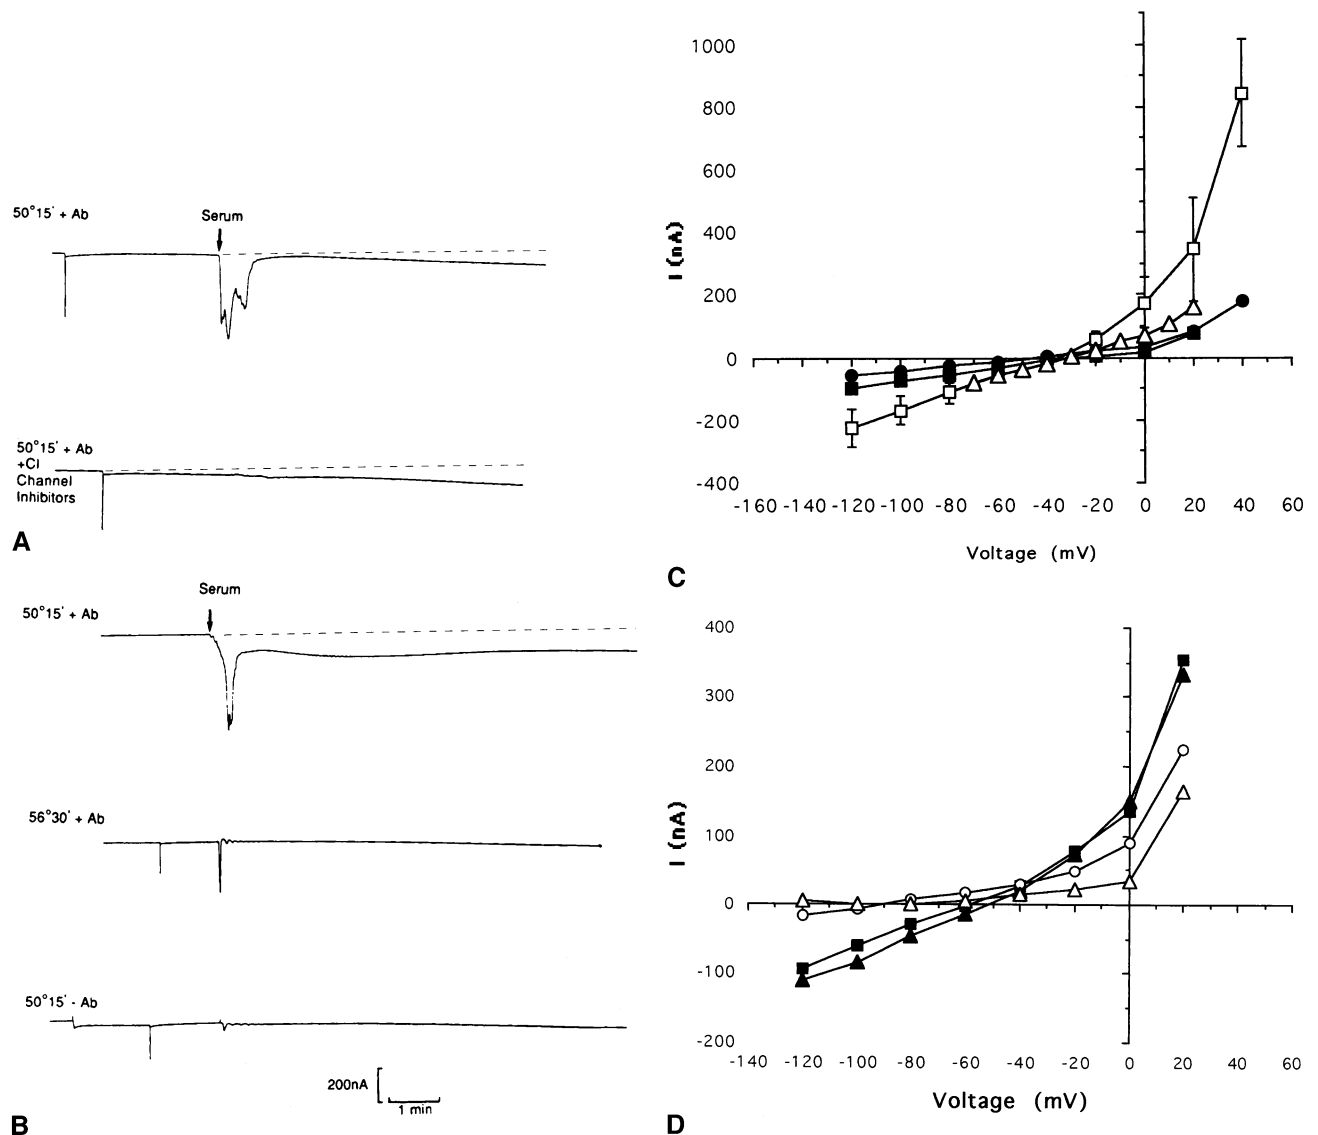 50°15' + Ab
Serum
50°15' + Ab
+Cl
Channel
Inhibitors
A
Serum
50°15' + Ab
56°30' + Ab
50°15' - Ab
200nA
1 min
B
1000
800
600
400
200
0
-200
-400
I (nA)
-160 -140 -120 -100 -80 -60 -40 -20 0 20 40 60
Voltage (mV)
C
400
300
200
100
0
-100
-200
I (nA)
-140 -120 -100 -80 -60 -40 -20 0 20 40 60
Voltage (mV)
D